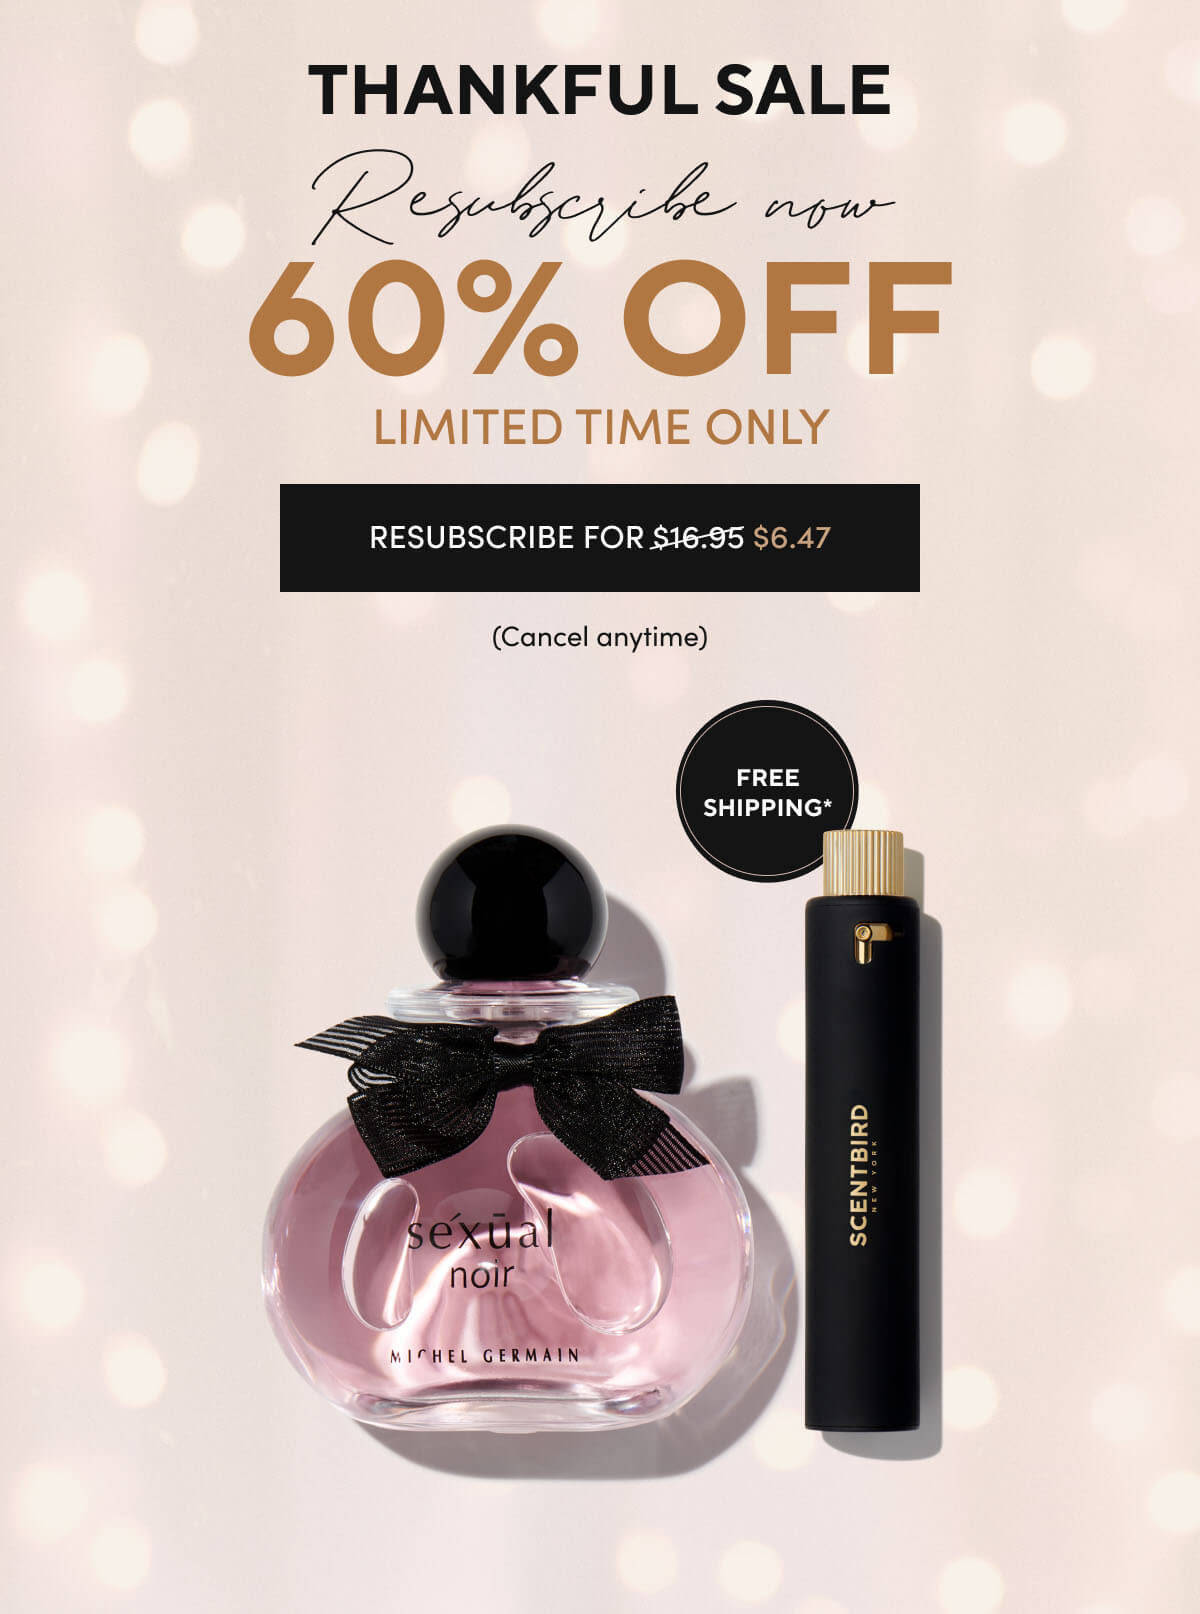 THANKFUL SALE
Resubscribe now
60% OFF
LIMITED TIME ONLY
RESUBSCRIBE FOR $16.95 $6.47
(Cancel anytime)
FREE
SHIPPING*
séxūal
noir
MICHEL GERMAIN
SCENTBIRD
NEW YORK